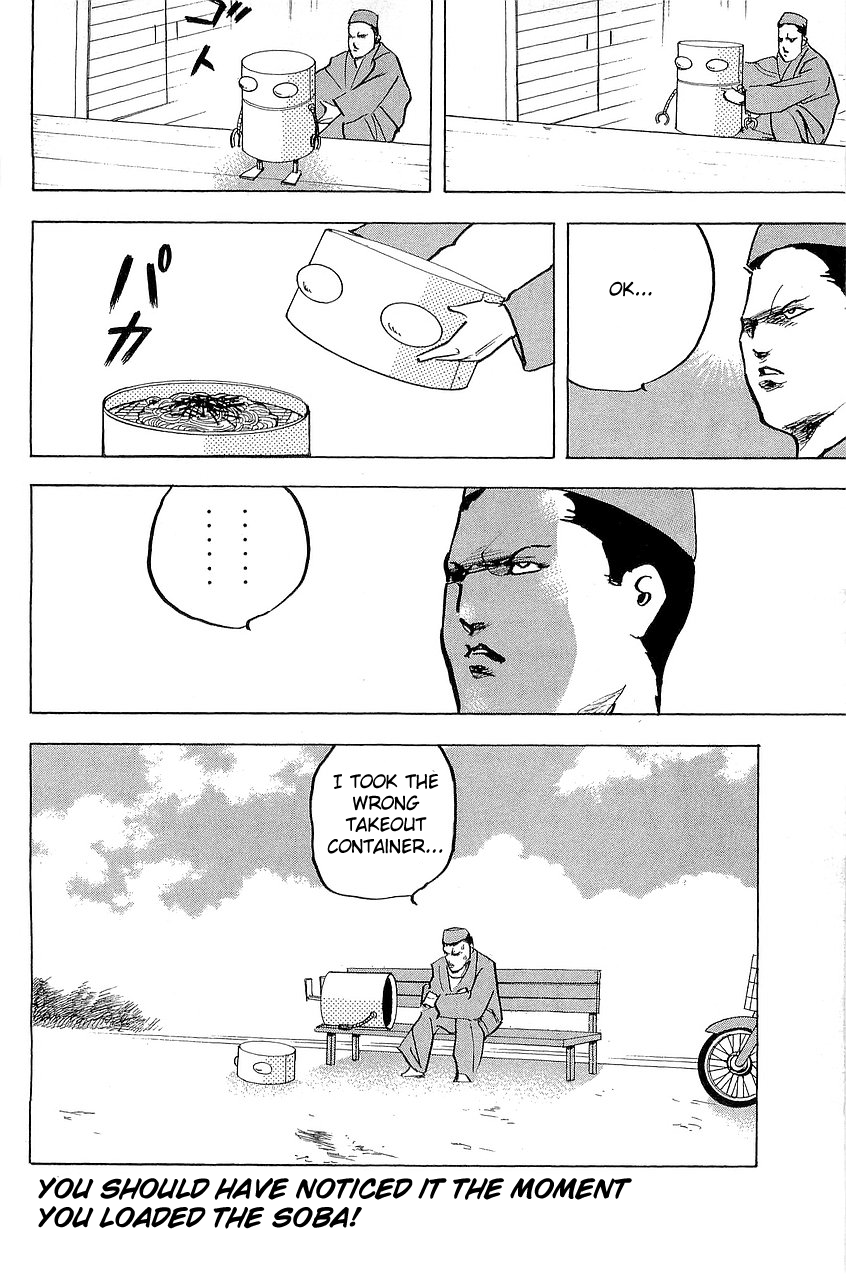 ゴト
OK...
パカ
......
......
I TOOK THE
WRONG
TAKEOUT
CONTAINER...
YOU SHOULD HAVE NOTICED IT THE MOMENT
YOU LOADED THE SOBA!